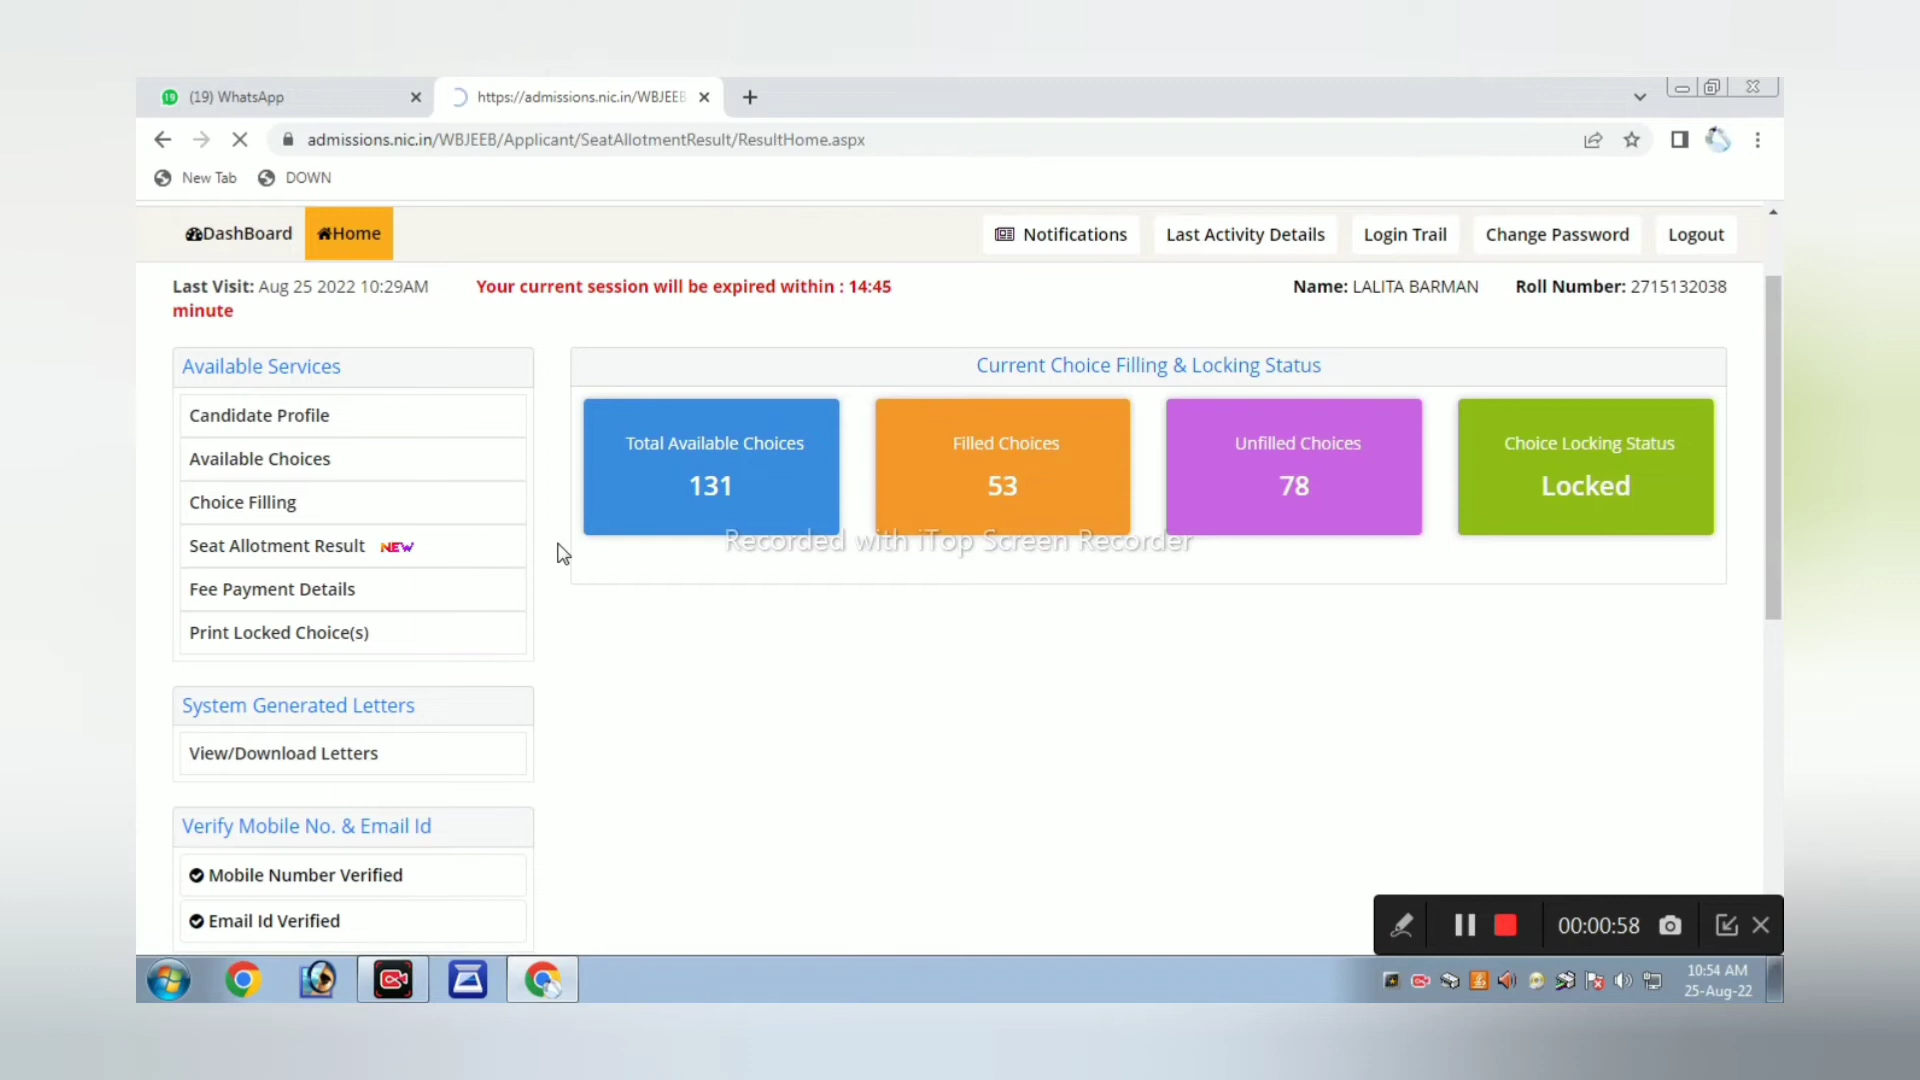 (19) WhatsApp
https://admissions.nic.in/WBJEEB
admissions.nic.in/WBJEEB/Applicant/SeatAllotmentResult/ResultHome.aspx
New Tab
DOWN
DashBoard
Home
Notifications
Last Activity Details
Login Trail
Change Password
Logout
Last Visit: Aug 25 2022 10:29AM
Your current session will be expired within : 14:45
minute
Name: LALITA BARMAN
Roll Number: 2715132038
Available Services
Candidate Profile
Available Choices
Choice Filling
Seat Allotment Result NEW
Fee Payment Details
Print Locked Choice(s)
Current Choice Filling & Locking Status
Total Available Choices
131
Filled Choices
53
Unfilled Choices
78
Choice Locking Status
Locked
Recorded with iTop Screen Recorder
System Generated Letters
View/Download Letters
Verify Mobile No. & Email Id
Mobile Number Verified
Email Id Verified
00:00:58
10:54 AM
25-Aug-22